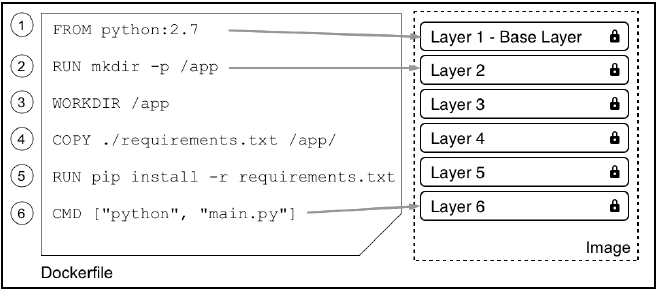 1 FROM python:2.7
2 RUN mkdir -p /app
3 WORKDIR /app
4 COPY ./requirements.txt /app/
5 RUN pip install -r requirements.txt
6 CMD ["python", "main.py"]
Dockerfile
Layer 1 - Base Layer
Layer 2
Layer 3
Layer 4
Layer 5
Layer 6
Image